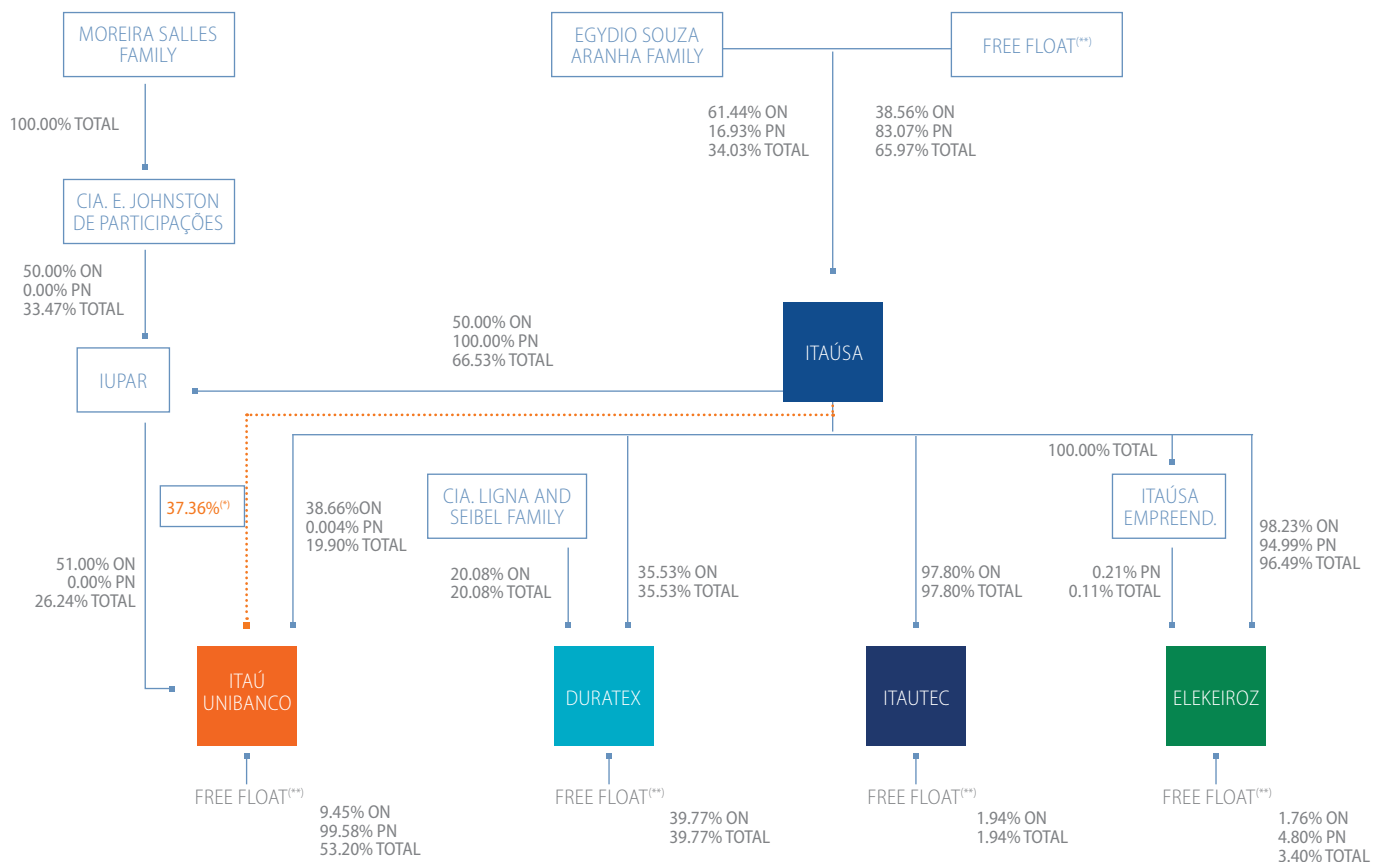 MOREIRA SALLES
FAMILY
EGYDIO SOUZA
ARANHA FAMILY
FREE FLOAT(**)
100.00% TOTAL
61.44% ON
16.93% PN
34.03% TOTAL
38.56% ON
83.07% PN
65.97% TOTAL
CIA. E. JOHNSTON
DE PARTICIPAÇÕES
50.00% ON
0.00% PN
33.47% TOTAL
50.00% ON
100.00% PN
66.53% TOTAL
ITAÚSA
IUPAR
100.00% TOTAL
37.36%(*)
38.66%ON
0.004% PN
19.90% TOTAL
CIA. LIGNA AND
SEIBEL FAMILY
ITAÚSA
EMPREEND.
98.23% ON
94.99% PN
96.49% TOTAL
51.00% ON
0.00% PN
26.24% TOTAL
20.08% ON
20.08% TOTAL
35.53% ON
35.53% TOTAL
97.80% ON
97.80% TOTAL
0.21% PN
0.11% TOTAL
ITAÚ
UNIBANCO
DURATEX
ITAUTEC
ELEKEIROZ
FREE FLOAT(**)
9.45% ON
99.58% PN
53.20% TOTAL
FREE FLOAT(**)
39.77% ON
39.77% TOTAL
FREE FLOAT(**)
1.94% ON
1.94% TOTAL
FREE FLOAT(**)
1.76% ON
4.80% PN
3.40% TOTAL